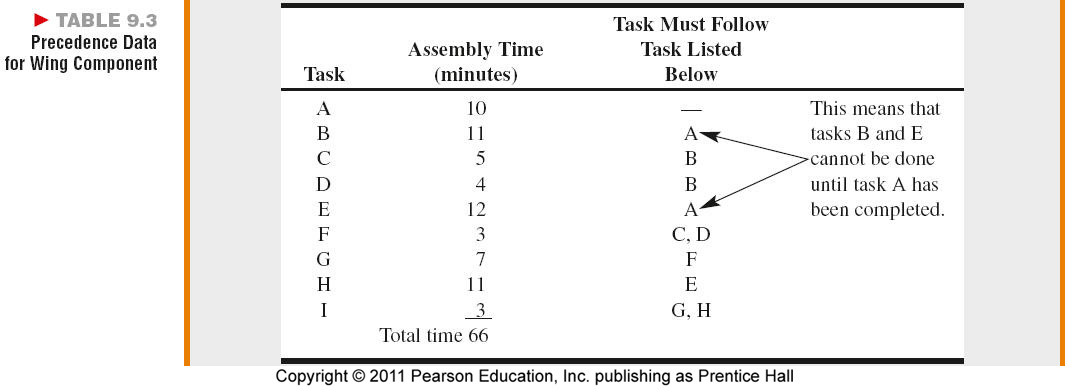 ► TABLE 9.3
Precedence Data
for Wing Component
Task Must Follow
Assembly Time Task Listed
Task (minutes) Below
A 10 —
B 11 A
C 5 B
D 4 B
E 12 A
F 3 C, D
G 7 F
H 11 E
I 3 G, H
Total time 66
This means that
tasks B and E
cannot be done
until task A has
been completed.
Copyright © 2011 Pearson Education, Inc. publishing as Prentice Hall